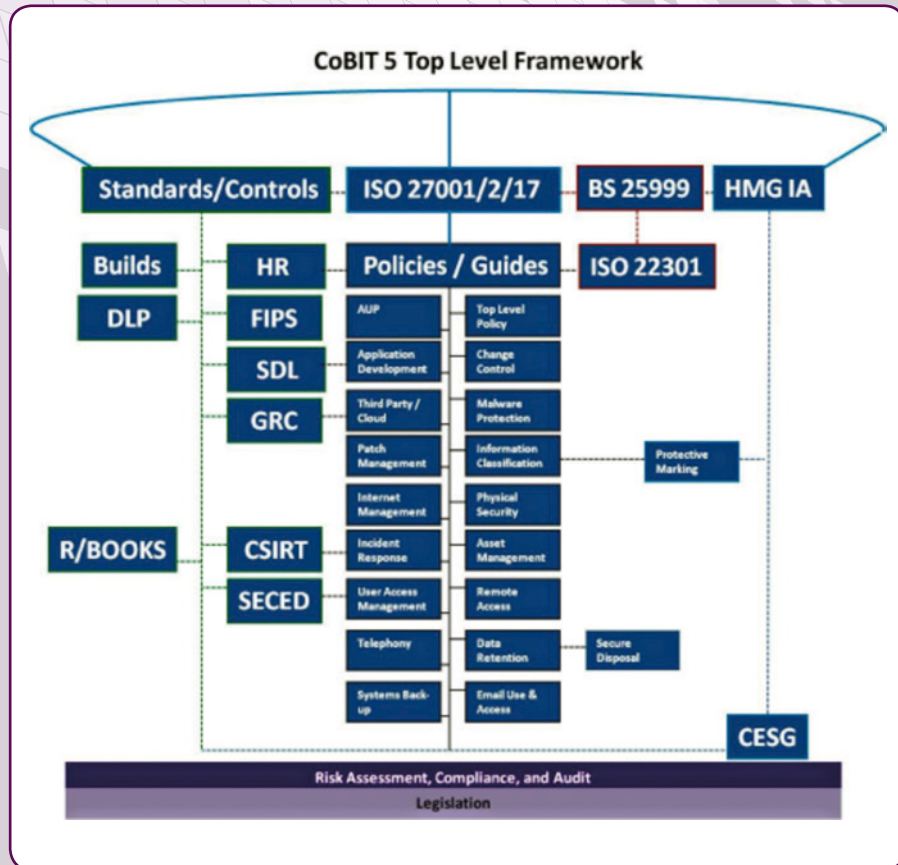 CoBIT 5 Top Level Framework
Standards/Controls
ISO 27001/2/17
BS 25999
HMG IA
Builds
HR
Policies / Guides
ISO 22301
DLP
FIPS
AUP
Top Level
Policy
SDL
Application
Development
Change
Control
GRC
Third Party /
Cloud
Malware
Protection
Patch
Management
Information
Classification
Protective
Marking
Internet
Management
Physical
Security
R/BOOKS
CSIRT
Incident
Response
Asset
Management
SECED
User Access
Management
Remote
Access
Telephony
Data
Retention
Secure
Disposal
Systems Back-
up
Email Use &
Access
CESG
Risk Assessment, Compliance, and Audit
Legislation